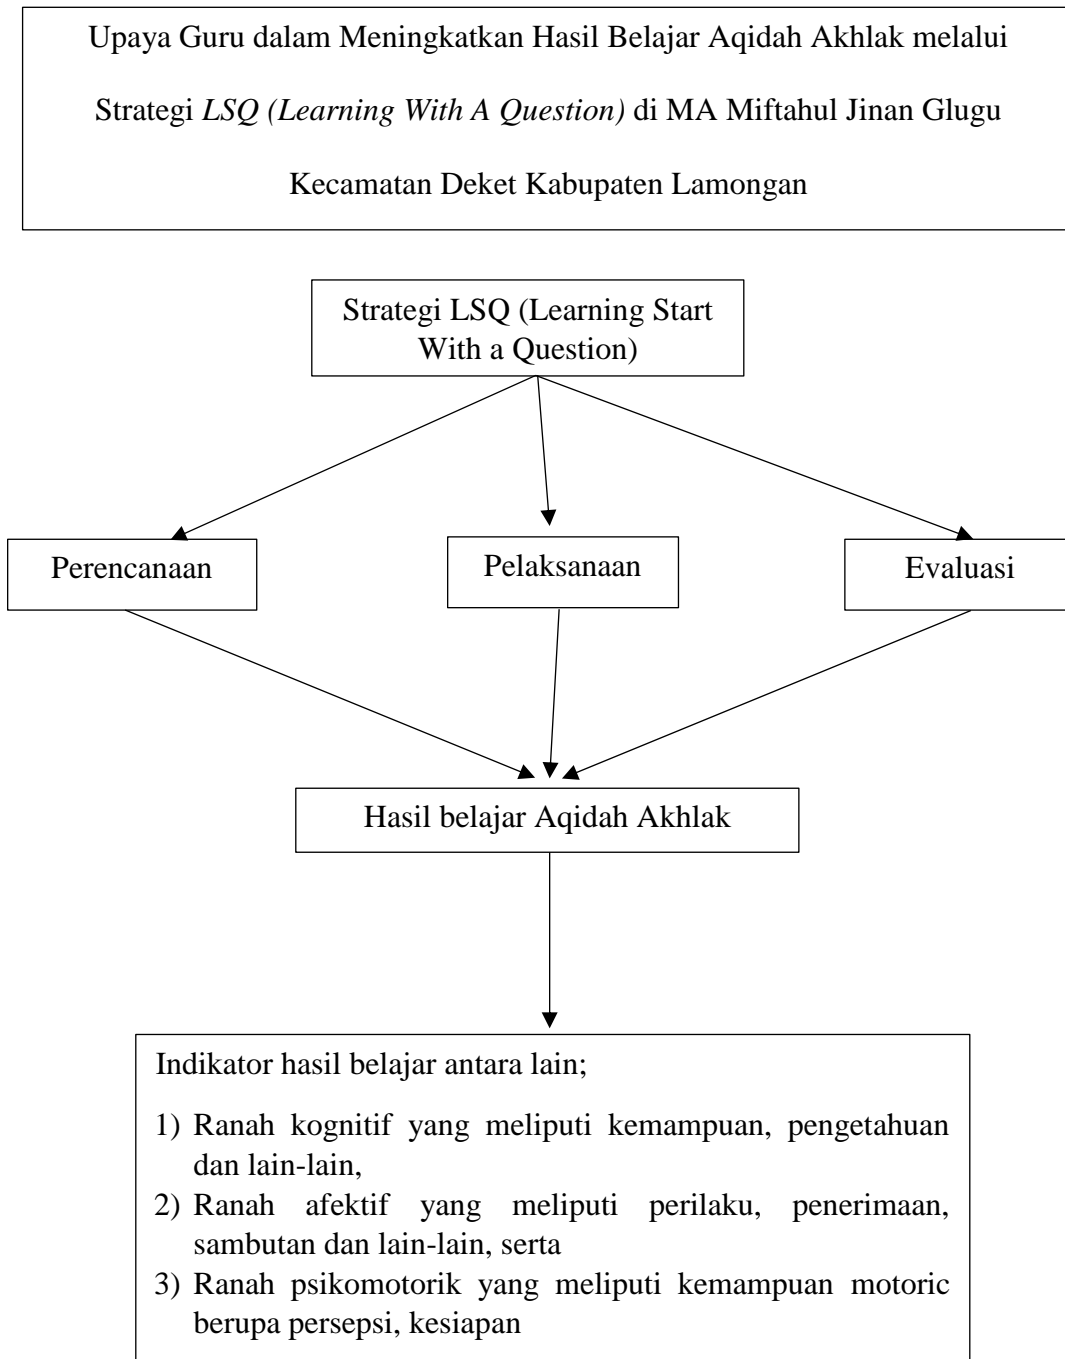 Upaya Guru dalam Meningkatkan Hasil Belajar Aqidah Akhlak melalui
Strategi LSQ (Learning With A Question) di MA Miftahul Jinan Glugu
Kecamatan Deket Kabupaten Lamongan
Strategi LSQ (Learning Start
With a Question)
Perencanaan
Pelaksanaan
Evaluasi
Hasil belajar Aqidah Akhlak
Indikator hasil belajar antara lain;
1) Ranah kognitif yang meliputi kemampuan, pengetahuan
dan lain-lain,
2) Ranah afektif yang meliputi perilaku, penerimaan,
sambutan dan lain-lain, serta
3) Ranah psikomotorik yang meliputi kemampuan motoric
berupa persepsi, kesiapan